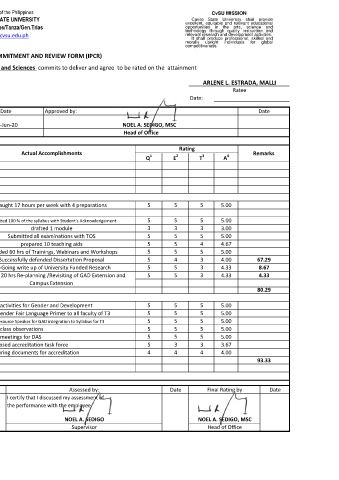 of the Philippines
CvSU MISSION
ATE UNIVERSITY
Cavite State University shall provide
excellent, equitable and relevant educational
opportunities in the arts, science and
technology through quality instruction and
relevant research and development activities.
It shall produce professional, skilled and
morally upright individuals for global
competitiveness.
os/Tanza/Gen.Trias
cvsu.edu.ph
MMITMENT AND REVIEW FORM (IPCR)
and Sciences commits to deliver and agree to be rated on the attainment
ARLENE L. ESTRADA, MALLI
Ratee
Date:
Date Approved by: Date
-Jun-20 NOEL A. SEDIGO, MSC
Head of Office
Actual Accomplishments Rating Remarks
Q1 E2 T3 A4
aught 17 hours per week with 6 preparations 5 5 5 5.00
ted 100 % of the syllabus with Student's Acknowledgement 5 5 5 5.00
drafted 1 module 3 3 3 3.00
Submitted all examinations with TOS 5 5 5 5.00
prepared 10 teaching aids 5 5 4 4.67
ded 60 hrs of Trainings, Webinars and Workshops 5 5 5 5.00
Successfully defended Dissertation Proposal 5 4 3 4.00 67.29
-Going write up of University Funded Research 5 5 3 4.33 8.67
20 hrs Re-planning /Revisiting of GAD Extension and 5 5 3 4.33 4.33
Campus Extension
80.29
activities for Gender and Development 5 5 5 5.00
ender Fair Language Primer to all faculty of T3 5 5 5 5.00
esource Speaker for GAD Integration to Syllabus for T3 5 5 5 5.00
class observations 5 5 5 5.00
meetings for DAS 5 5 5 5.00
ased accreditation task force 5 3 3 3.67
ring documents for accreditation 4 4 4 4.00
93.33
Assessed by: Date Final Rating by Date
I certify that I discussed my assessment of
the performance with the employee
NOEL A. SEDIGO NOEL A. SEDIGO, MSC
Supervisor Head of Office